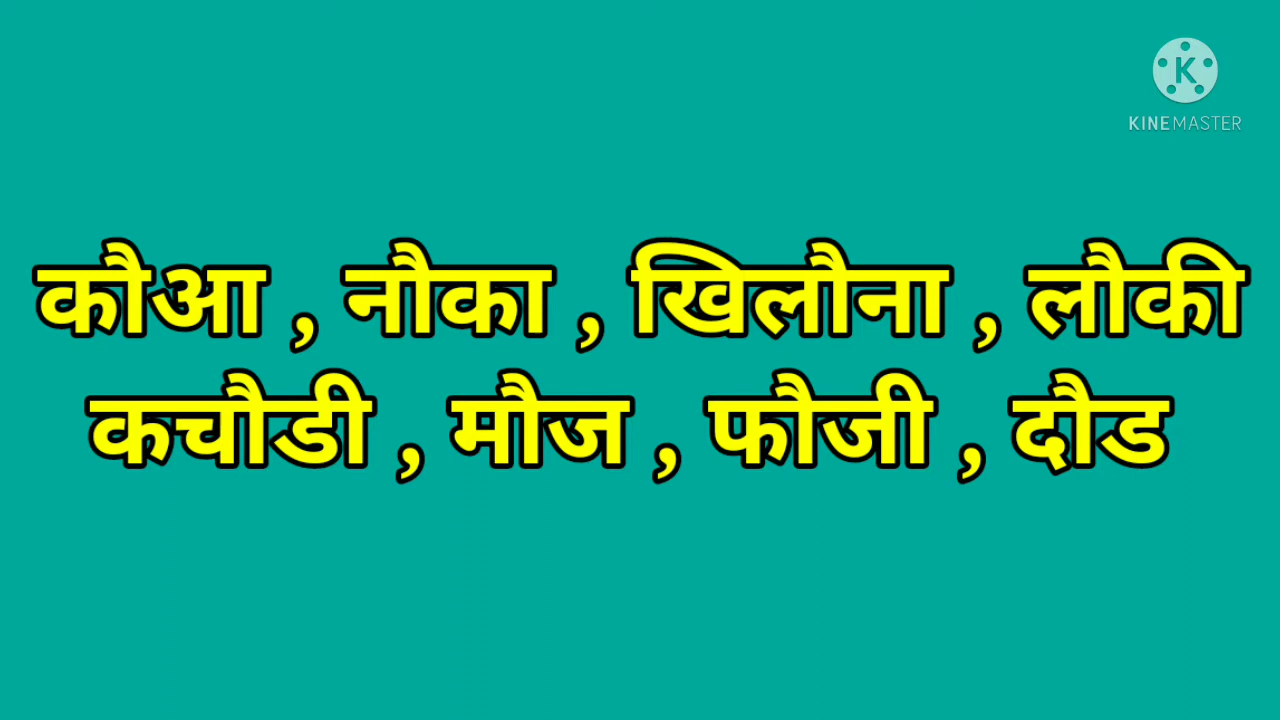 KINEMASTER
कौआ , नौका , खिलौना , लौकी
कचौडी , मौज , फौजी , दौड